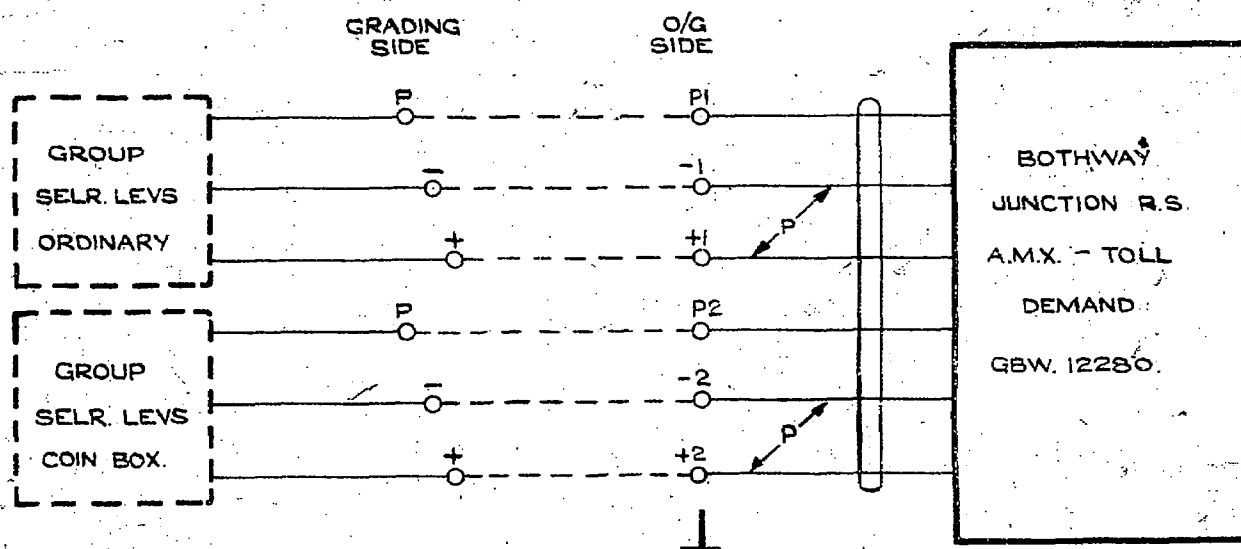 GRADING
SIDE
O/G
SIDE
GROUP
SELR. LEVS
ORDINARY
P
P1
-
-1
+
+1
P
GROUP
SELR. LEVS
COIN BOX.
P
P2
-
-2
+
+2
P
BOTHWAY
JUNCTION R.S.
A.M.X. - TOLL
DEMAND
GBW. 12280.